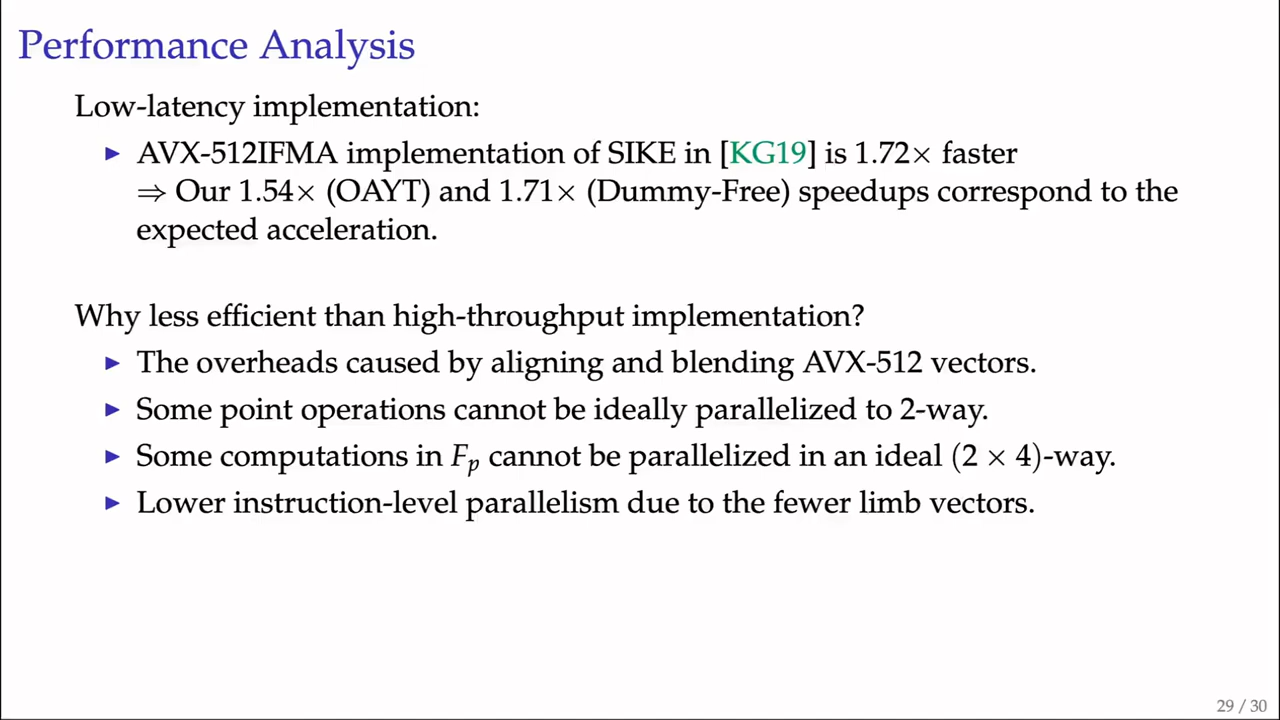 Performance Analysis
Low-latency implementation:
▶ AVX-512IFMA implementation of SIKE in [KG19] is 1.72× faster
⇒ Our 1.54× (OAYT) and 1.71× (Dummy-Free) speedups correspond to the
expected acceleration.
Why less efficient than high-throughput implementation?
▶ The overheads caused by aligning and blending AVX-512 vectors.
▶ Some point operations cannot be ideally parallelized to 2-way.
▶ Some computations in Fp cannot be parallelized in an ideal (2 × 4)-way.
▶ Lower instruction-level parallelism due to the fewer limb vectors.
29 / 30